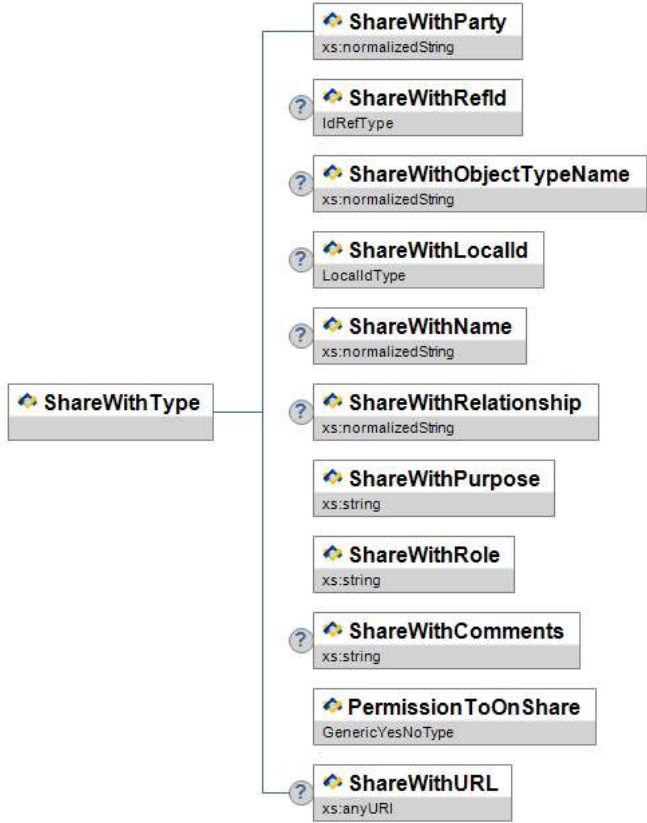 ShareWithParty
xs:normalizedString
?
ShareWithRefId
IdRefType
?
ShareWithObjectTypeName
xs:normalizedString
?
ShareWithLocalId
LocalIdType
?
ShareWithName
xs:normalizedString
ShareWithType
?
ShareWithRelationship
xs:normalizedString
ShareWithPurpose
xs:string
ShareWithRole
xs:string
?
ShareWithComments
xs:string
PermissionToOnShare
GenericYesNoType
?
ShareWithURL
xs:anyURI